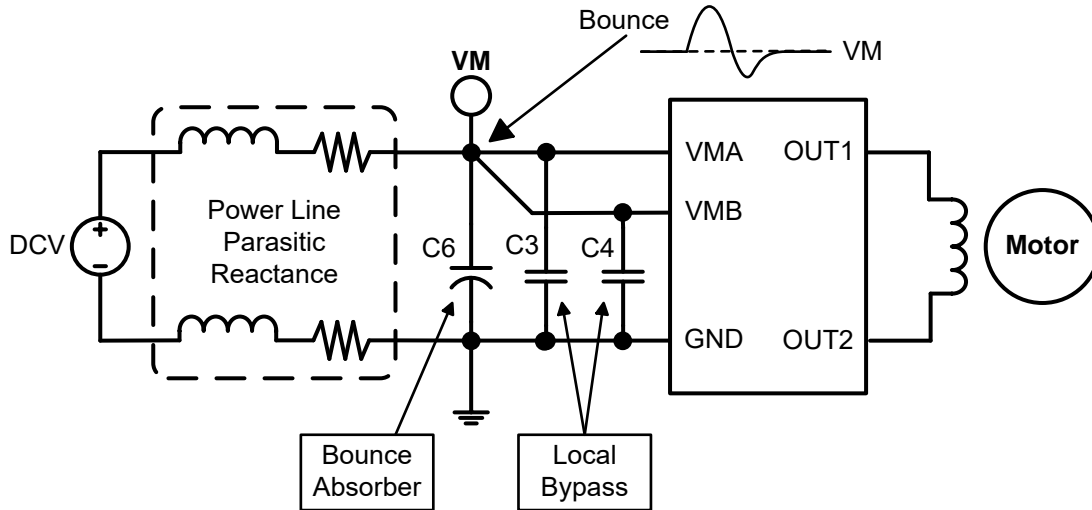 Bounce
VM
VM
VMA
OUT1
VMB
Power Line
Parasitic
Reactance
DCV
+
−
C6
C3
C4
Motor
GND
OUT2
Bounce
Absorber
Local
Bypass